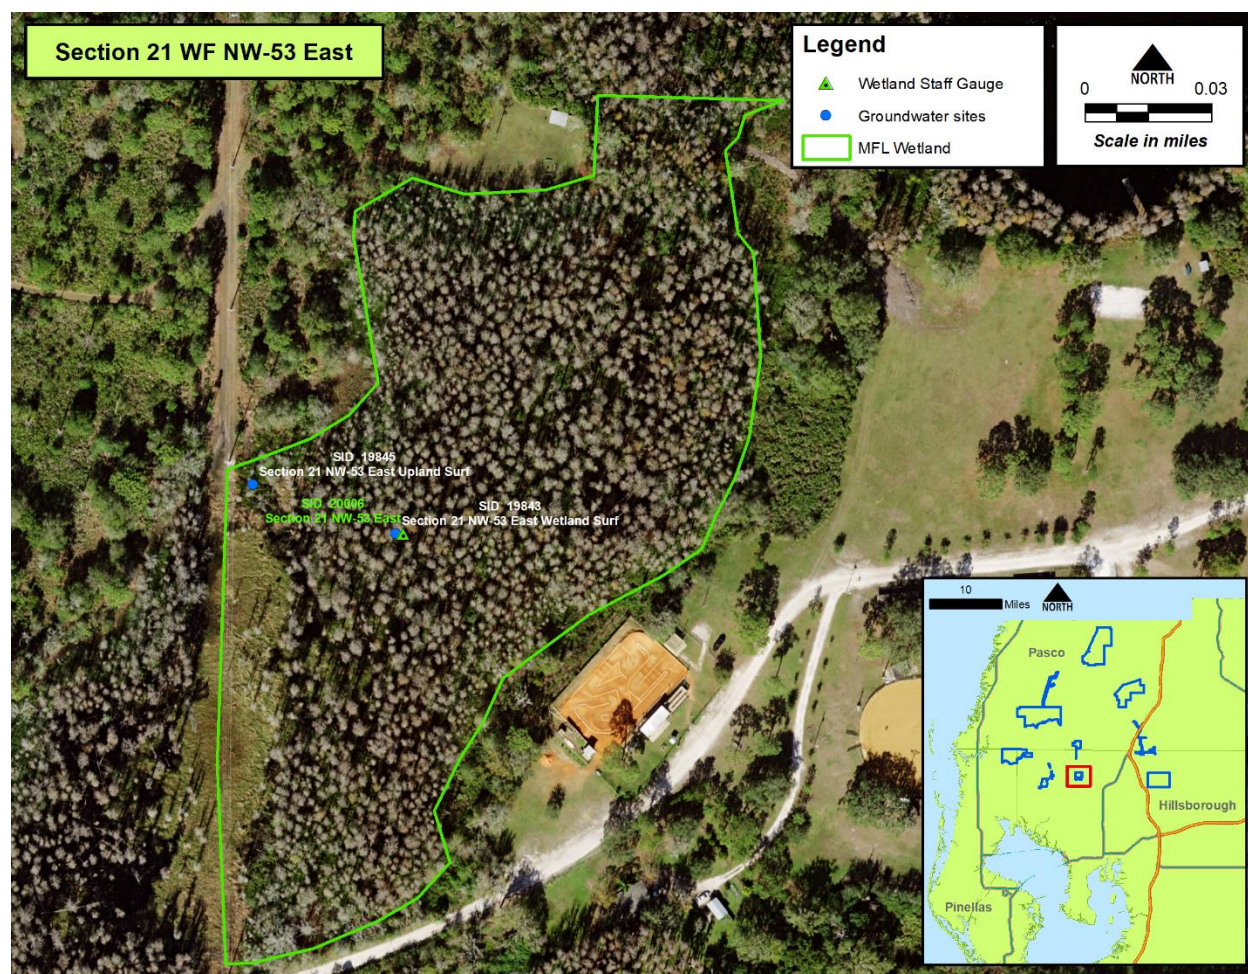 Section 21 WF NW-53 East
Legend
Wetland Staff Gauge
Groundwater sites
MFL Wetland
NORTH
0 0.03
Scale in miles
SID 19845
Section 21 NW-53 East Upland Surf
SID 20006
Section 21 NW-53 East
SID 19843
Section 21 NW-53 East Wetland Surf
10
Miles
NORTH
Pasco
Hillsborough
Pinellas